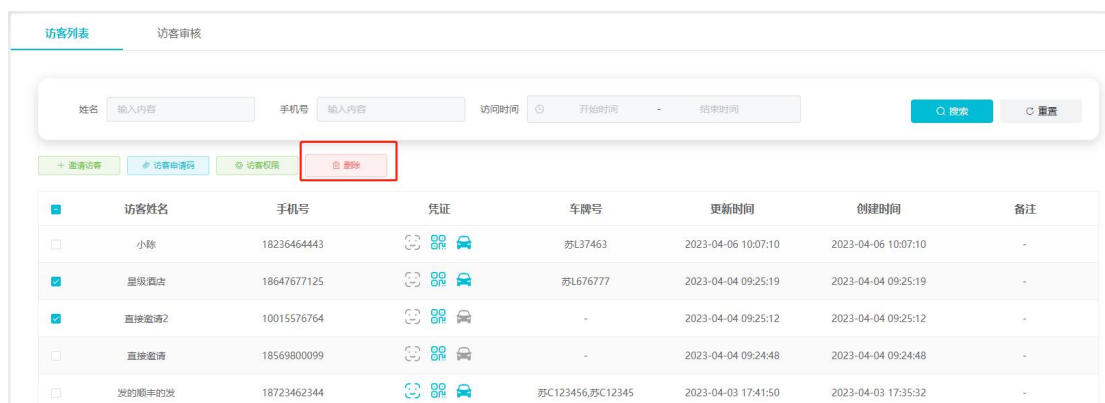 访客列表 访客审核
姓名 输入内容 手机号 输入内容 访问时间 开始时间 - 结束时间 搜索 重置
+ 邀请访客 访客申请码 访客权限 删除
访客姓名 手机号 凭证 车牌号 更新时间 创建时间 备注
小陈 18236464443 苏L37463 2023-04-06 10:07:10 2023-04-06 10:07:10 -
星级酒店 18647677125 苏L676777 2023-04-04 09:25:19 2023-04-04 09:25:19 -
直接邀请2 10015576764 - 2023-04-04 09:25:12 2023-04-04 09:25:12 -
直接邀请 18569800099 - 2023-04-04 09:24:48 2023-04-04 09:24:48 -
发的顺丰的发 18723462344 苏C123456,苏C12345 2023-04-03 17:41:50 2023-04-03 17:35:32 -